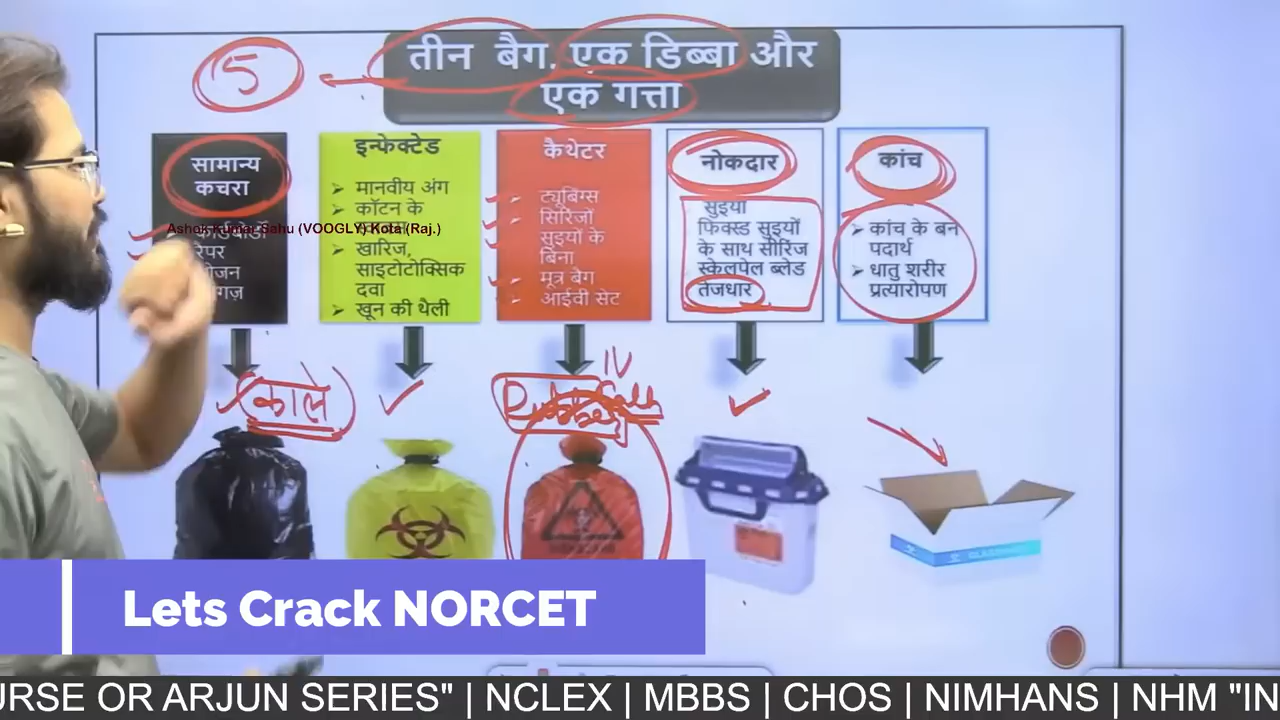 5
तीन बैग. एक डिब्बा और
एक गत्ता
सामान्य
कचरा
रेपर
इन्फेक्टेड
➢ मानवीय अंग
➢ कॉटन के
➢ खारिज,
साइटोटोक्सिक
दवा
➢ खून की थैली
कैथेटर
➢ ट्यूबिंग्स
➢ सिरिंजों
➢ सुइयों के
बिना
➢ मूत्र बैग
➢ आईवी सेट
नोकदार
सुइयां
फिक्स्ड सुइयों
के साथ सीरिंज
स्केलपेल ब्लेड
तेजधार
कांच
➢ कांच के बने
पदार्थ
➢ धातु शरीर
प्रत्यारोपण
Ashok Kumar Sahu (VOOGLY) Kota (Raj.)
काले
IV
Lets Crack NORCET
URSE OR ARJUN SERIES" | NCLEX | MBBS | CHOS | NIMHANS | NHM "IN